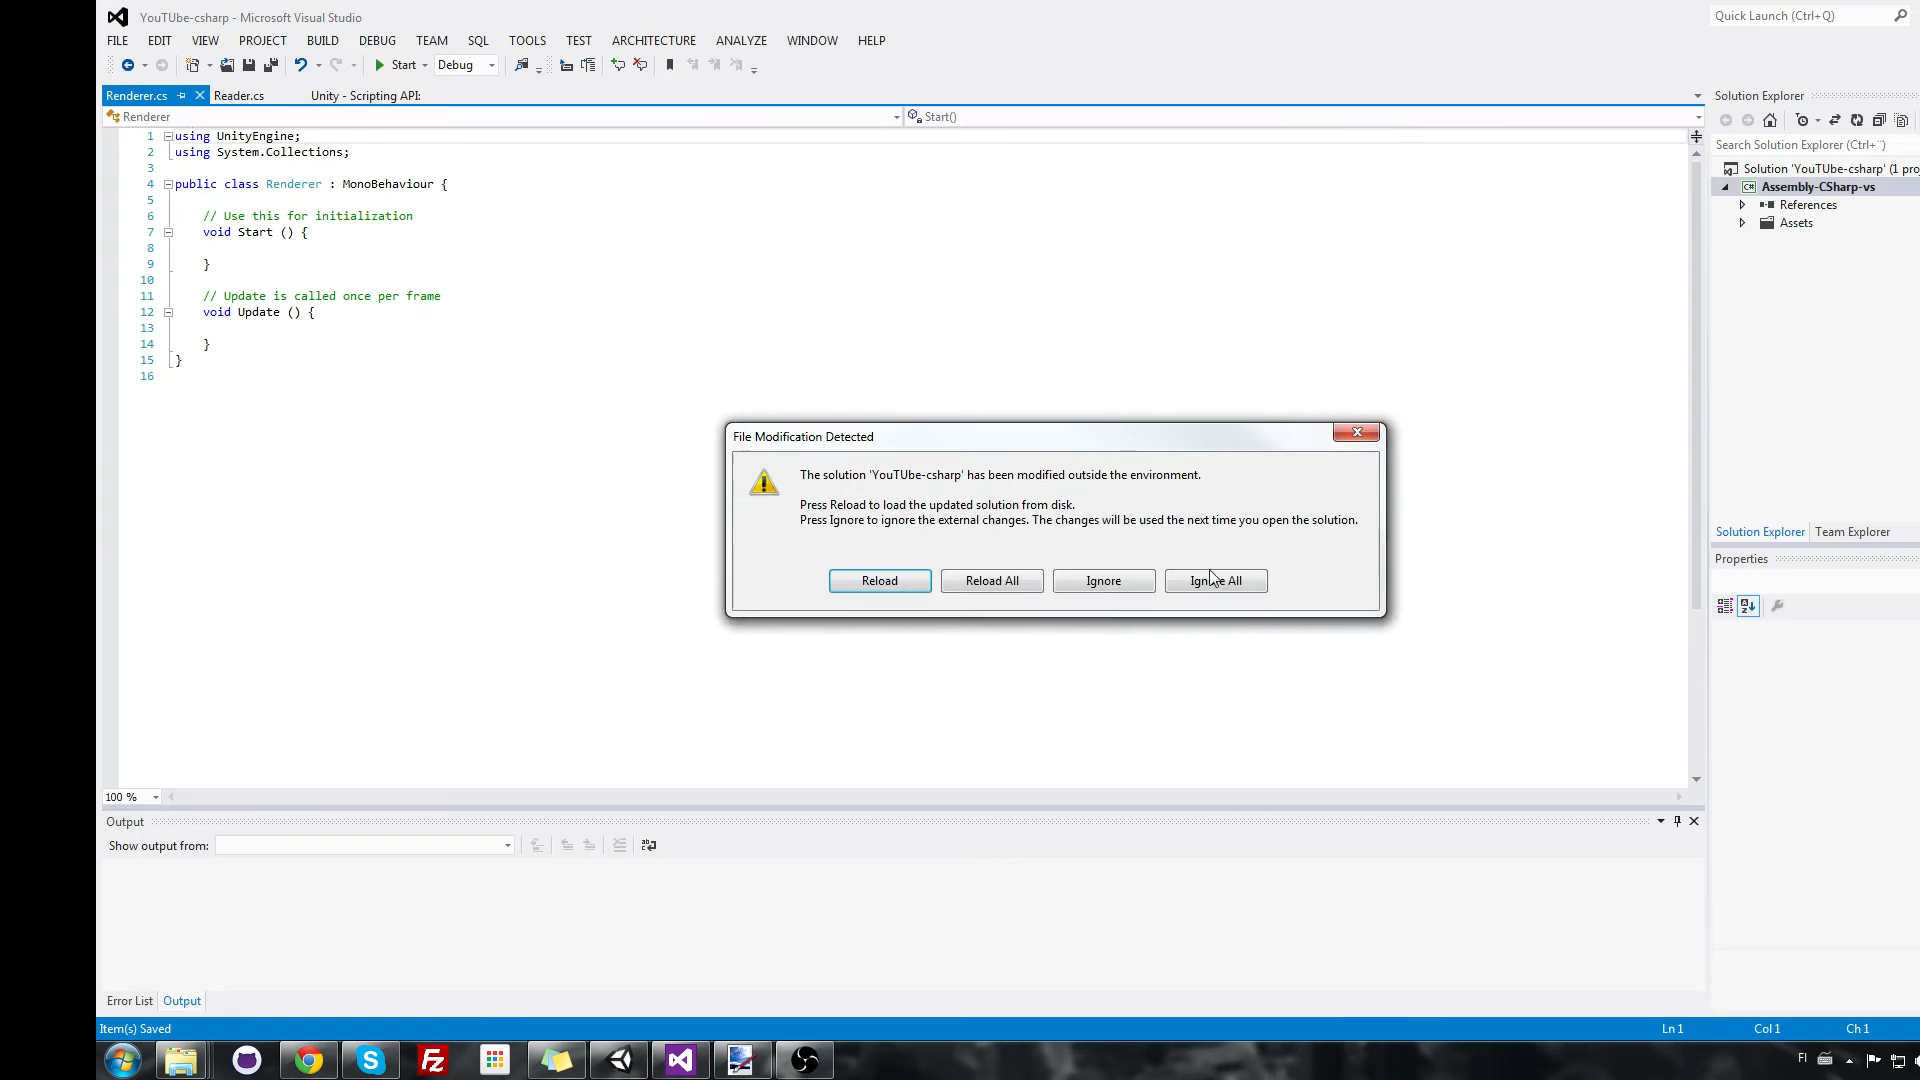 YouTUbe-csharp - Microsoft Visual Studio
Quick Launch (Ctrl+Q)
FILE EDIT VIEW PROJECT BUILD DEBUG TEAM SQL TOOLS TEST ARCHITECTURE ANALYZE WINDOW HELP
Start Debug
Renderer.cs Reader.cs Unity - Scripting API:
Renderer Start()
1 using UnityEngine;
2 using System.Collections;
3
4 public class Renderer : MonoBehaviour {
5
6 // Use this for initialization
7 void Start () {
8
9 }
10
11 // Update is called once per frame
12 void Update () {
13
14 }
15 }
16
100 %
File Modification Detected
The solution 'YouTUbe-csharp' has been modified outside the environment.
Press Reload to load the updated solution from disk.
Press Ignore to ignore the external changes. The changes will be used the next time you open the solution.
Reload Reload All Ignore Ignore All
Output
Show output from:
Error List Output
Solution Explorer
Search Solution Explorer (Ctrl+¨)
Solution 'YouTUbe-csharp' (1 pro
C# Assembly-CSharp-vs
References
Assets
Solution Explorer Team Explorer
Properties
Item(s) Saved Ln 1 Col 1 Ch 1
FI